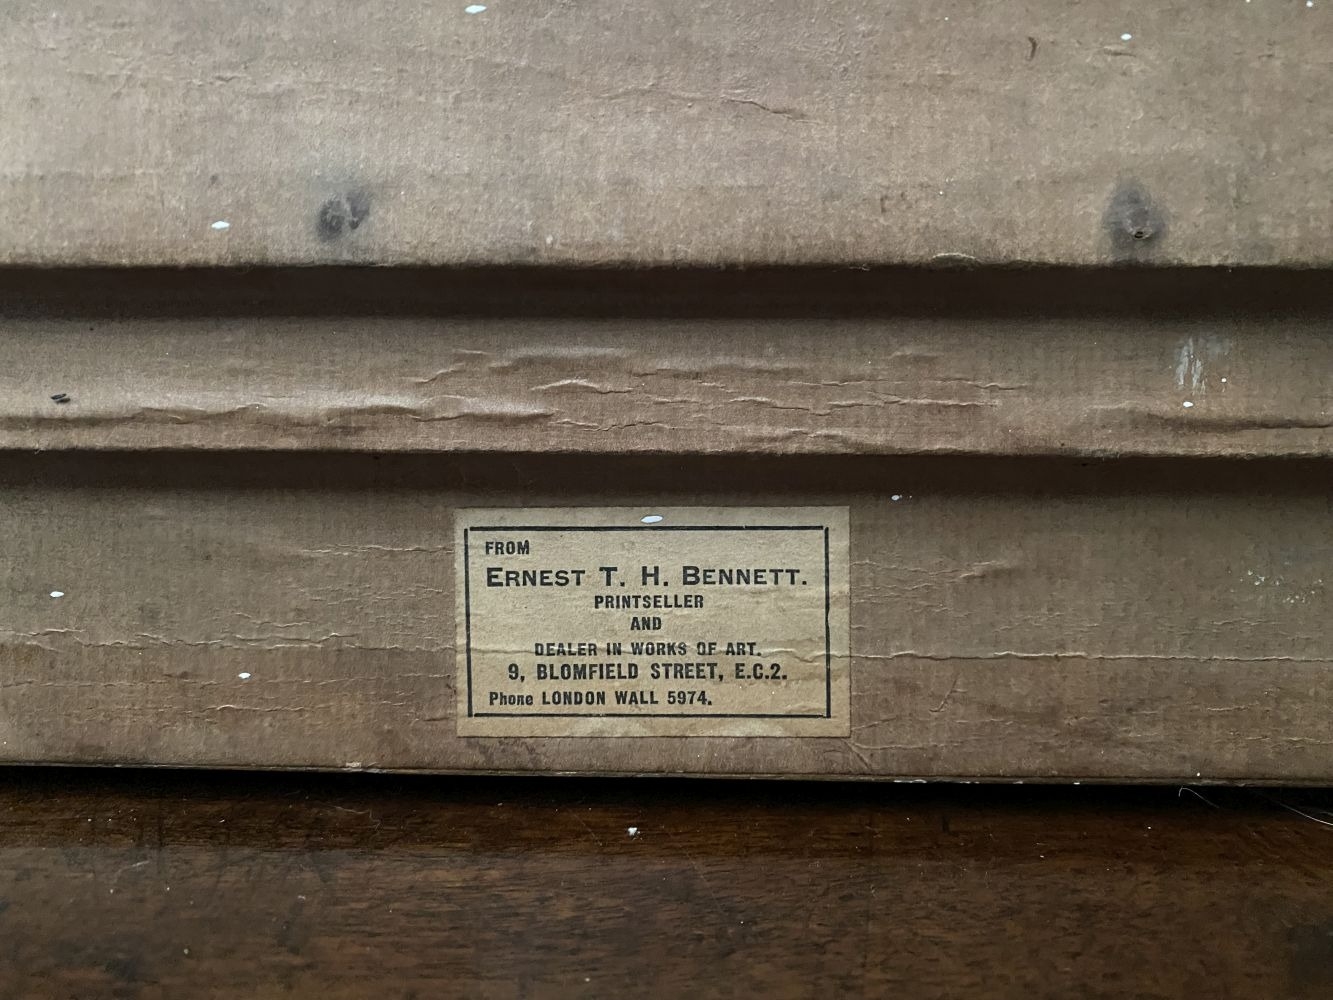 FROM
ERNEST T. H. BENNETT.
PRINTSELLER
AND
DEALER IN WORKS OF ART.
9, BLOMFIELD STREET, E.C.2.
Phone LONDON WALL 5974.